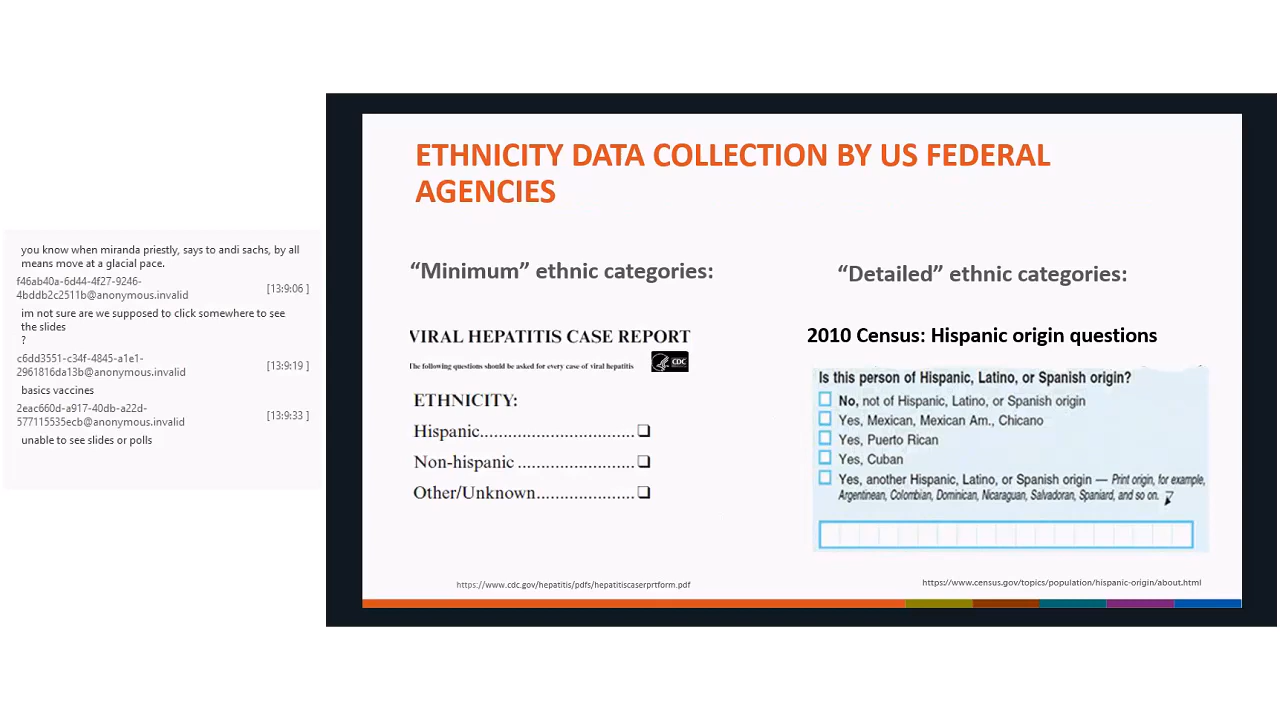 you know when miranda priestly, says to andi sachs, by all
means move at a glacial pace.
f46ab40a-6d44-4f27-9246-
4bddb2c2511b@anonymous.invalid [13:9:06 ]
im not sure are we supposed to click somewhere to see
the slides
?
c6dd3551-c34f-4845-a1e1-
2961816da13b@anonymous.invalid [13:9:19 ]
basics vaccines
2eac660d-a917-40db-a22d-
577115535ecb@anonymous.invalid [13:9:33 ]
unable to see slides or polls
ETHNICITY DATA COLLECTION BY US FEDERAL
AGENCIES
“Minimum” ethnic categories:
VIRAL HEPATITIS CASE REPORT
The following questions should be asked for every case of viral hepatitis
CDC
ETHNICITY:
Hispanic................................❑
Non-hispanic ........................❑
Other/Unknown....................❑
https://www.cdc.gov/hepatitis/pdfs/hepatitiscaserprtform.pdf
“Detailed” ethnic categories:
2010 Census: Hispanic origin questions
Is this person of Hispanic, Latino, or Spanish origin?
No, not of Hispanic, Latino, or Spanish origin
Yes, Mexican, Mexican Am., Chicano
Yes, Puerto Rican
Yes, Cuban
Yes, another Hispanic, Latino, or Spanish origin — Print origin, for example,
Argentinean, Colombian, Dominican, Nicaraguan, Salvadoran, Spaniard, and so on.
https://www.census.gov/topics/population/hispanic-origin/about.html